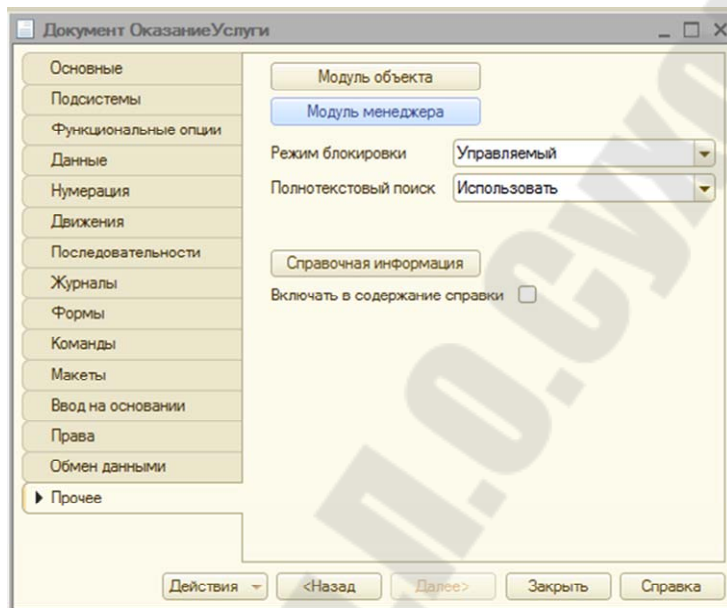 Документ ОказаниеУслуги
Основные
Подсистемы
Функциональные опции
Данные
Нумерация
Движения
Последовательности
Журналы
Формы
Команды
Макеты
Ввод на основании
Права
Обмен данными
Прочее
Модуль объекта
Модуль менеджера
Режим блокировки Управляемый
Полнотекстовый поиск Использовать
Справочная информация
Включать в содержание справки
Действия <Назад Далее> Закрыть Справка